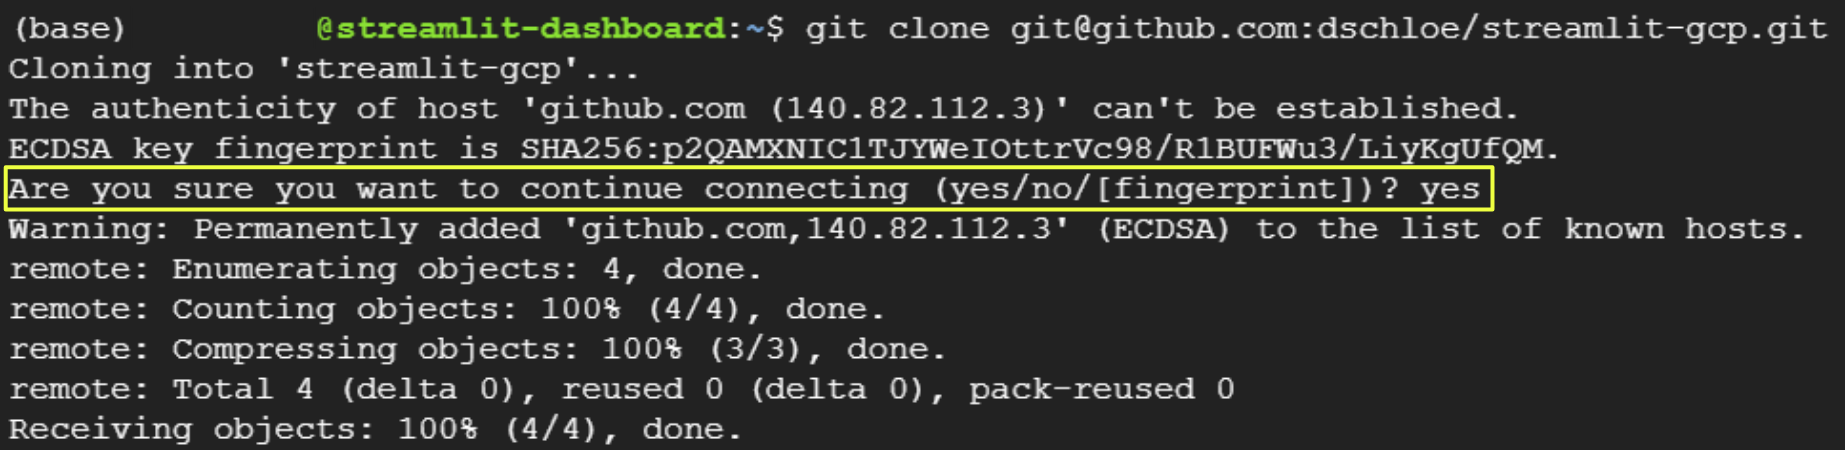 (base) @streamlit-dashboard:~$ git clone git@github.com:dschloe/streamlit-gcp.git
Cloning into 'streamlit-gcp'...
The authenticity of host 'github.com (140.82.112.3)' can't be established.
ECDSA key fingerprint is SHA256:p2QAMXNIC1TJYWeIOttrVc98/R1BUFWu3/LiyKgUfQM.
Are you sure you want to continue connecting (yes/no/[fingerprint])? yes
Warning: Permanently added 'github.com,140.82.112.3' (ECDSA) to the list of known hosts.
remote: Enumerating objects: 4, done.
remote: Counting objects: 100% (4/4), done.
remote: Compressing objects: 100% (3/3), done.
remote: Total 4 (delta 0), reused 0 (delta 0), pack-reused 0
Receiving objects: 100% (4/4), done.